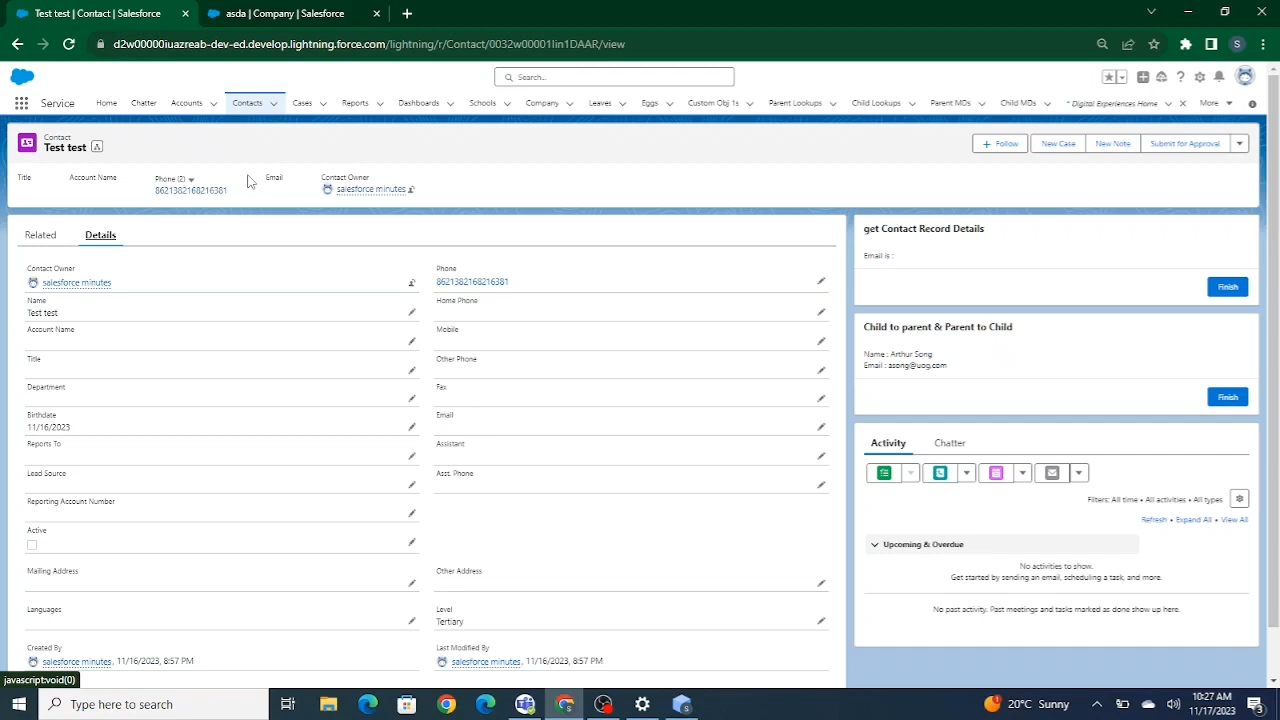 Test test | Contact | Salesforce
asda | Company | Salesforce
d2w00000iuazreab-dev-ed.develop.lightning.force.com/lightning/r/Contact/0032w00001Iin1DAAR/view
S
Search...
Service
Home
Chatter
Accounts
Contacts
Cases
Reports
Dashboards
Schools
Company
Leaves
Eggs
Custom Obj 1s
Parent Lookups
Child Lookups
Parent MDs
Child MDs
* Digital Experiences Home
More
Contact
Test test
Follow
New Case
New Note
Submit for Approval
Title
Account Name
Phone (2)
Email
Contact Owner
8621382168216381
salesforce minutes
Related
Details
Contact Owner
salesforce minutes
Phone
8621382168216381
Name
Test test
Home Phone
Account Name
Mobile
Title
Other Phone
Department
Fax
Birthdate
11/16/2023
Email
Reports To
Assistant
Lead Source
Asst. Phone
Reporting Account Number
Active
Mailing Address
Other Address
Languages
Level
Tertiary
Created By
salesforce minutes, 11/16/2023, 8:57 PM
Last Modified By
salesforce minutes, 11/16/2023, 8:57 PM
get Contact Record Details
Email is :
Finish
Child to parent & Parent to Child
Name : Arthur Song
Email : asong@uog.com
Finish
Activity
Chatter
Filters: All time • All activities • All types
Refresh • Expand All • View All
Upcoming & Overdue
No activities to show.
Get started by sending an email, scheduling a task, and more.
No past activity. Past meetings and tasks marked as done show up here.
javascript:void(0)
Type here to search
20°C Sunny
10:27 AM
11/17/2023
3